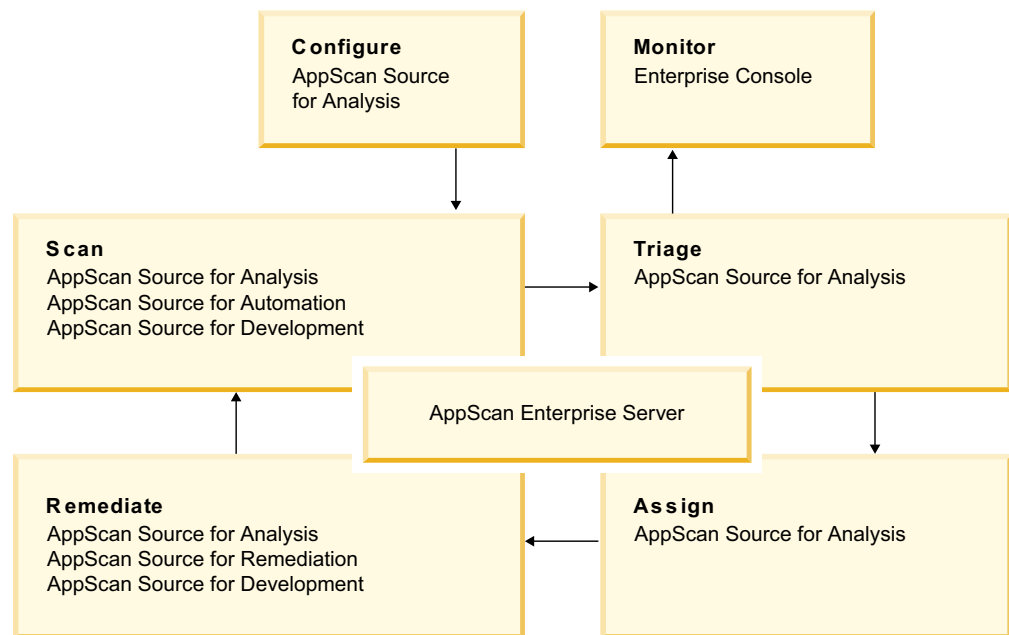 Configure
AppScan Source
for Analysis
Monitor
Enterprise Console
Scan
AppScan Source for Analysis
AppScan Source for Automation
AppScan Source for Development
Triage
AppScan Source for Analysis
AppScan Enterprise Server
Remediate
AppScan Source for Analysis
AppScan Source for Remediation
AppScan Source for Development
Assign
AppScan Source for Analysis